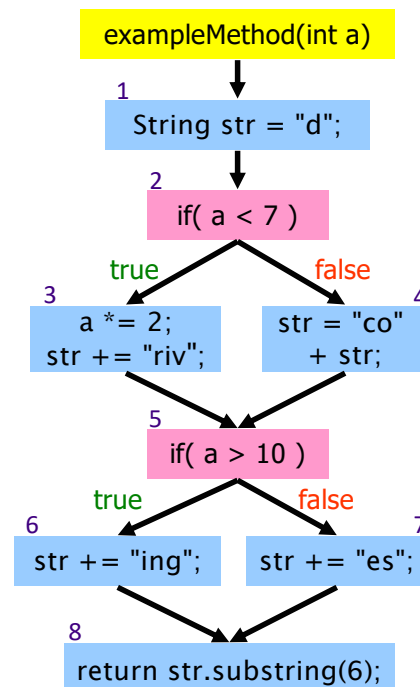 exampleMethod(int a)
1
String str = "d";
2
if( a < 7 )
true
false
3
a *= 2;
str += "riv";
4
str = "co"
+ str;
5
if( a > 10 )
true
false
6
str += "ing";
7
str += "es";
8
return str.substring(6);